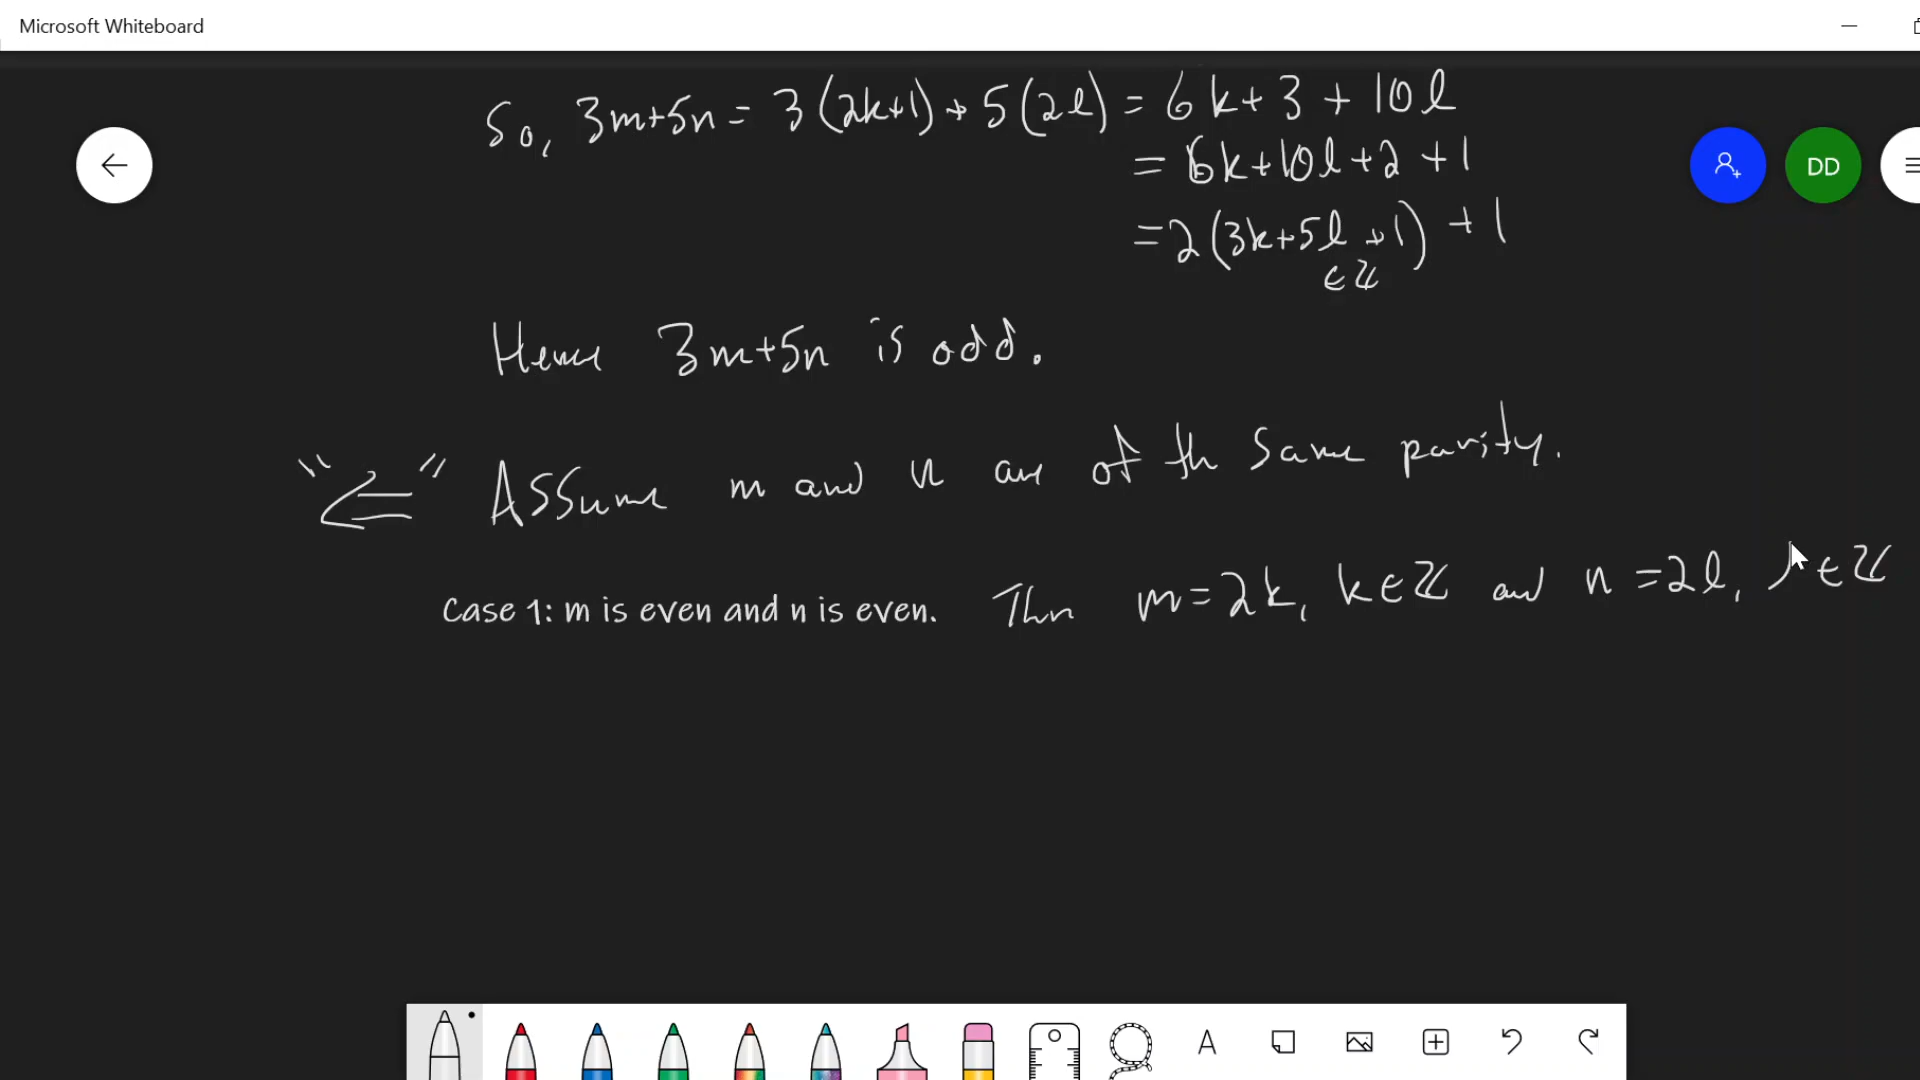 Microsoft Whiteboard
So, 3m+5n = 3(2k+1) + 5(2l) = 6k+3+10l
= 6k+10l+2+1
= 2(3k+5l+1)+1
∈ℤ
DD
Hence 3m+5n is odd.
"⇐" Assume m and n are of the same parity.
Case 1: m is even and n is even. Then m=2k, k∈ℤ and n=2l, l∈ℤ
A